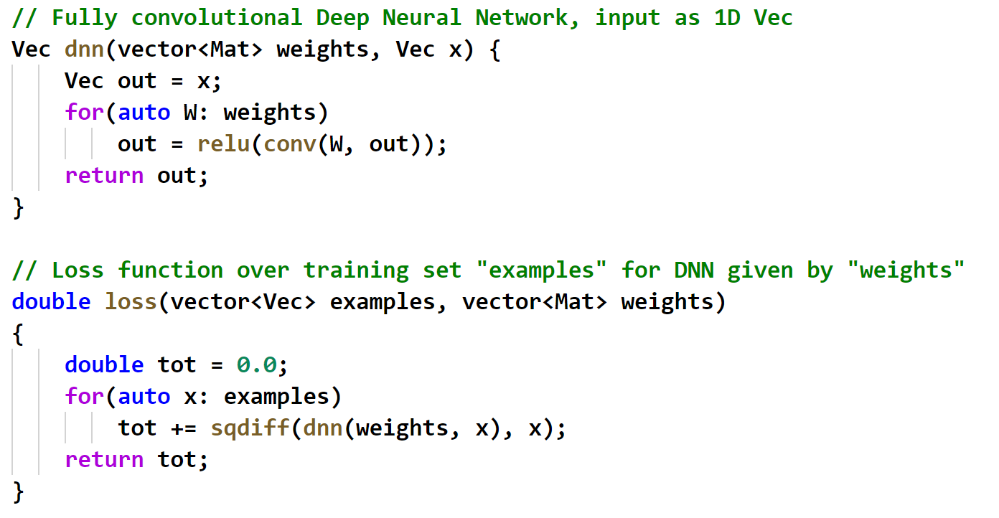 // Fully convolutional Deep Neural Network, input as 1D Vec
Vec dnn(vector<Mat> weights, Vec x) {
    Vec out = x;
    for(auto W: weights)
        out = relu(conv(W, out));
    return out;
}

// Loss function over training set "examples" for DNN given by "weights"
double loss(vector<Vec> examples, vector<Mat> weights)
{
    double tot = 0.0;
    for(auto x: examples)
        tot += sqdiff(dnn(weights, x), x);
    return tot;
}